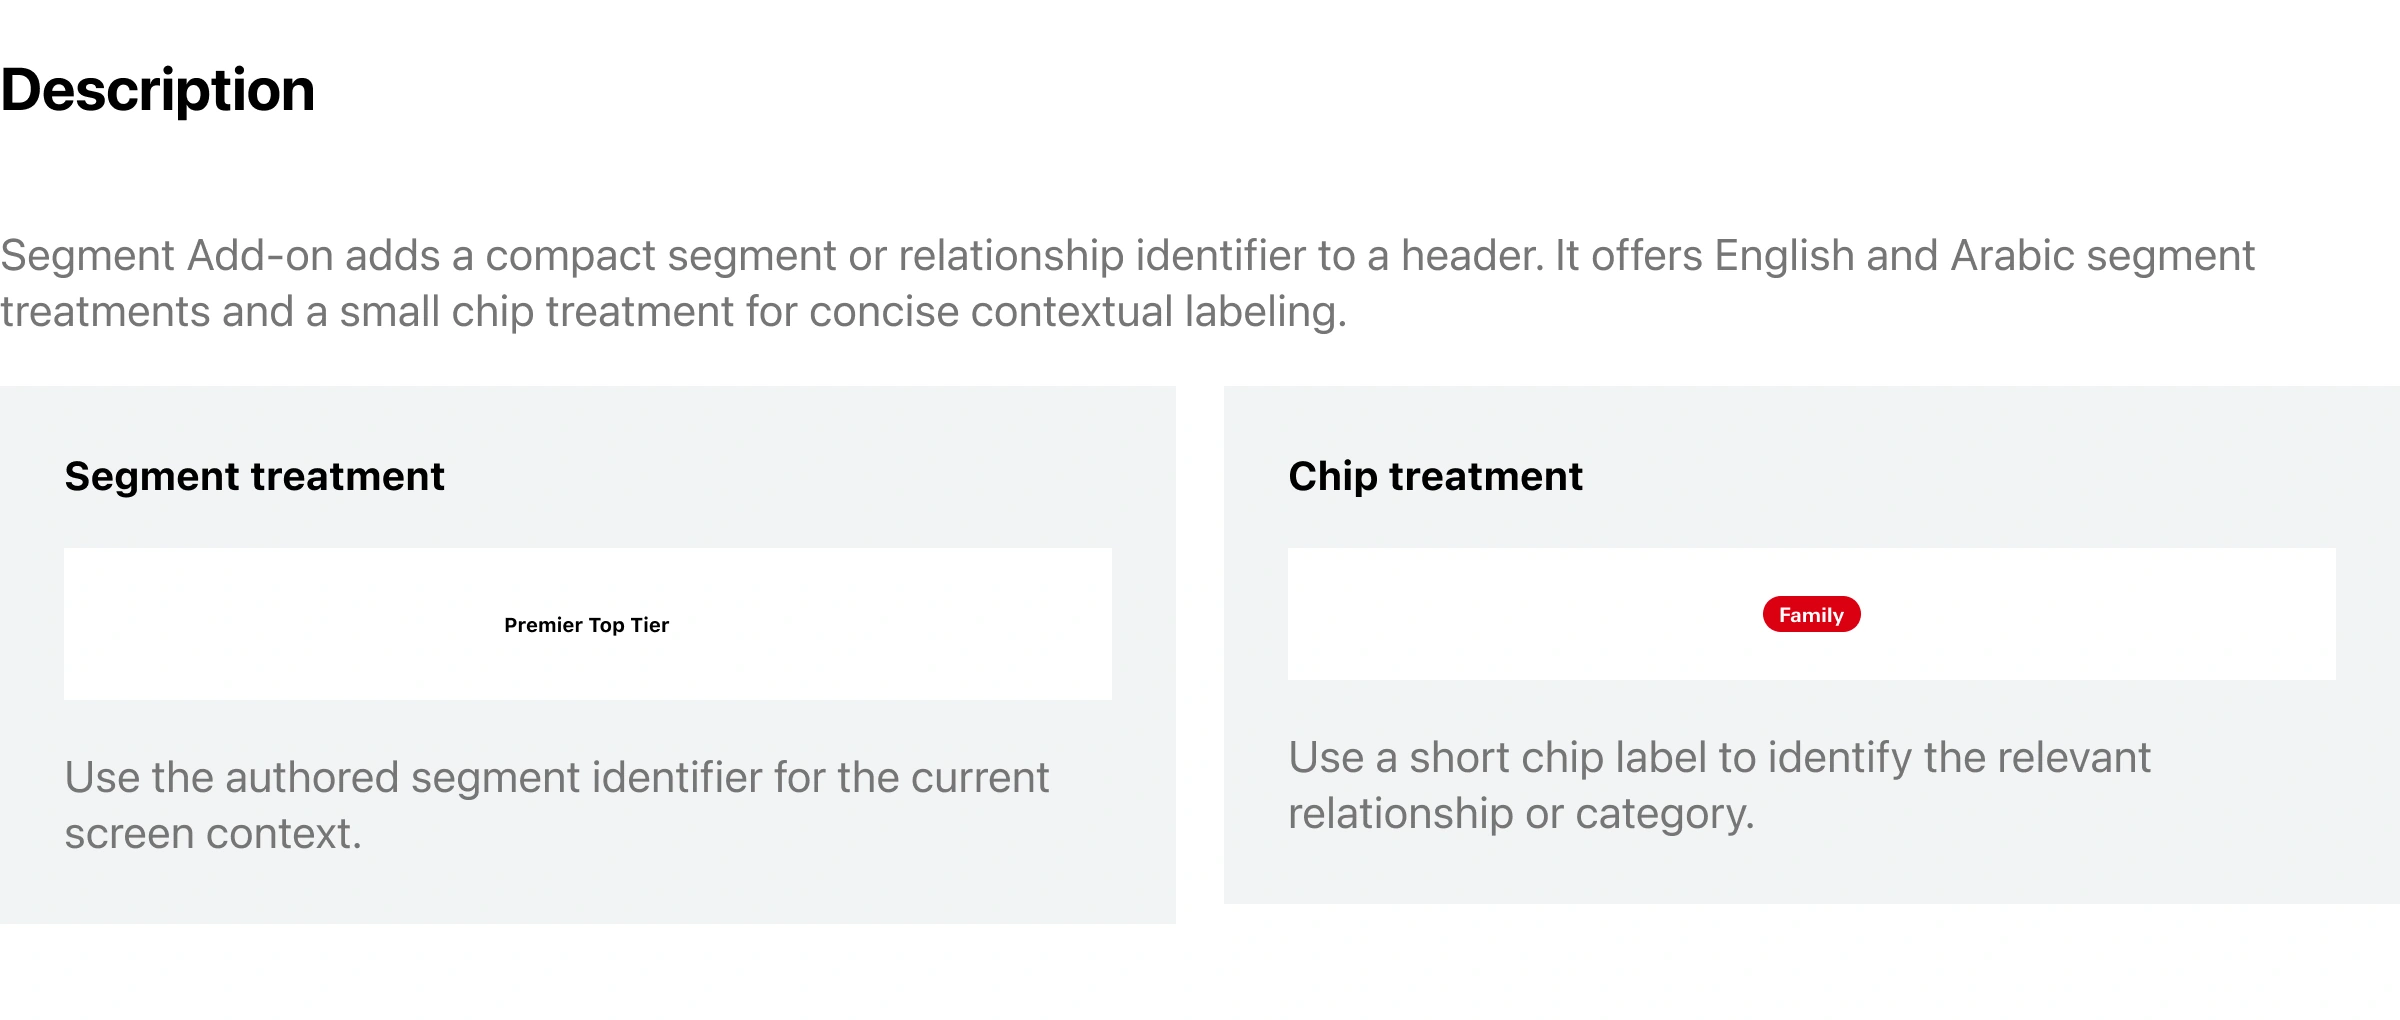 Description
Segment Add-on adds a compact segment or relationship identifier to a header. It offers English and Arabic segment
treatments and a small chip treatment for concise contextual labeling.
Segment treatment
Premier Top Tier
Use the authored segment identifier for the current
screen context.
Chip treatment
Family
Use a short chip label to identify the relevant
relationship or category.